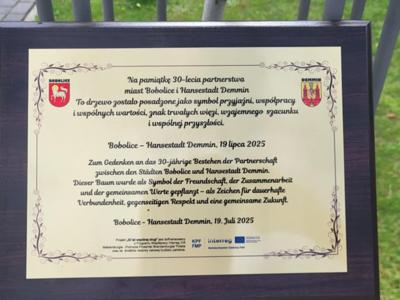 BOBOLICE
DEMMIN
Na pamiątkę 30-lecia partnerstwa
miast Bobolice i Hansestadt Demmin
To drzewo zostało posadzone jako symbol przyjaźni, współpracy
i wspólnych wartości, znak trwałych więzi, wzajemnego szacunku
i wspólnej przyszłości.
Bobolice – Hansestadt Demmin, 19 lipca 2025
Zum Gedenken an das 30-jährige Bestehen der Partnerschaft
zwischen den Städten Bobolice und Hansestadt Demmin.
Dieser Baum wurde als Symbol der Freundschaft, der Zusammenarbeit
und der gemeinsamen Werte gepflanzt – als Zeichen für dauerhafte
Verbundenheit, gegenseitigen Respekt und eine gemeinsame Zukunft.
Bobolice – Hansestadt Demmin, 19. Juli 2025
KPF
FMP
Interreg